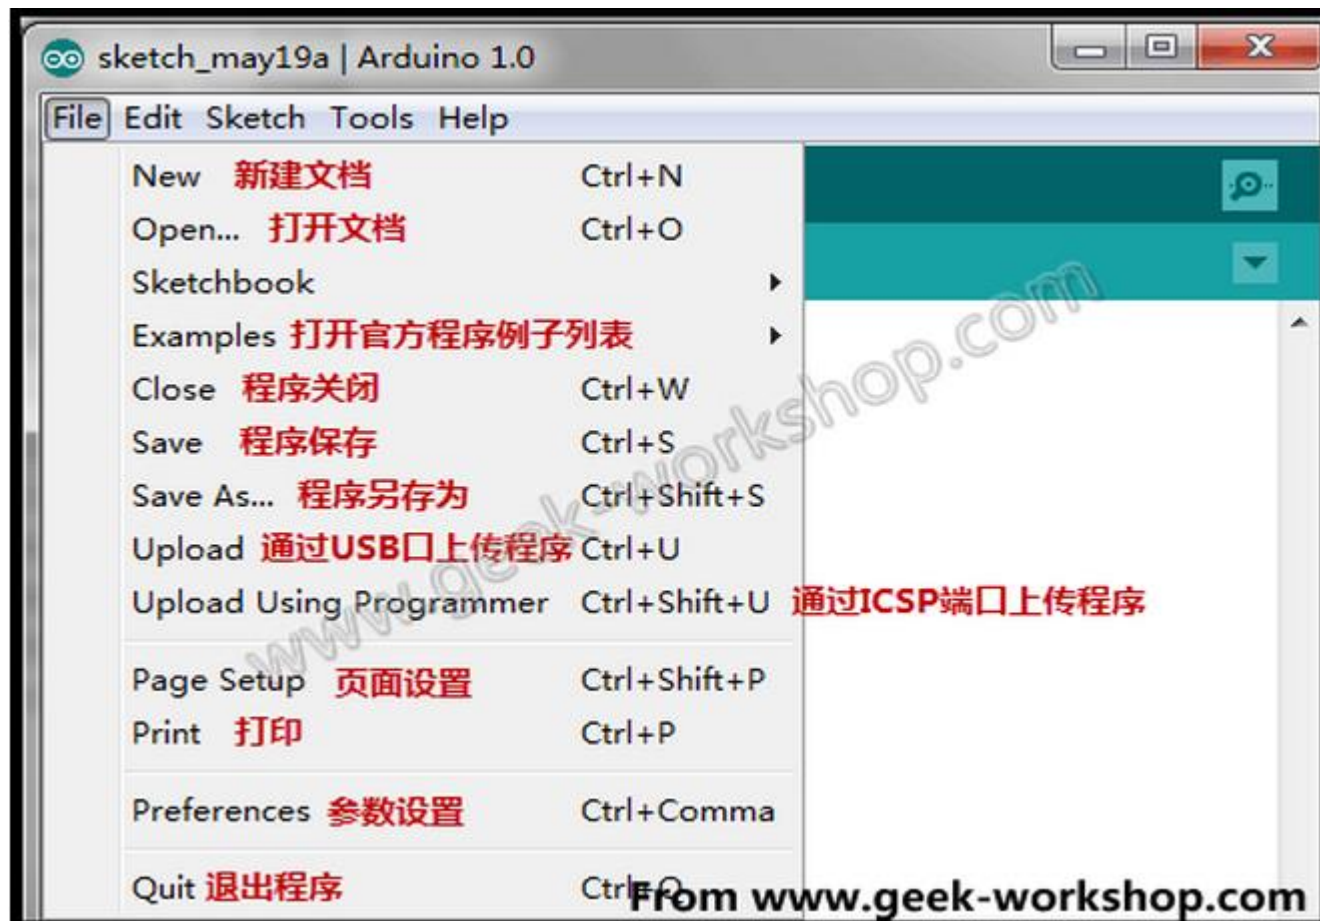 sketch_may19a | Arduino 1.0
File Edit Sketch Tools Help
New 新建文档 Ctrl+N
Open... 打开文档 Ctrl+O
Sketchbook
Examples 打开官方程序例子列表
Close 程序关闭 Ctrl+W
Save 程序保存 Ctrl+S
Save As... 程序另存为 Ctrl+Shift+S
Upload 通过USB口上传程序 Ctrl+U
Upload Using Programmer Ctrl+Shift+U 通过ICSP端口上传程序
Page Setup 页面设置 Ctrl+Shift+P
Print 打印 Ctrl+P
Preferences 参数设置 Ctrl+Comma
Quit 退出程序 Ctrl+Q
www.geek-workshop.com
From www.geek-workshop.com